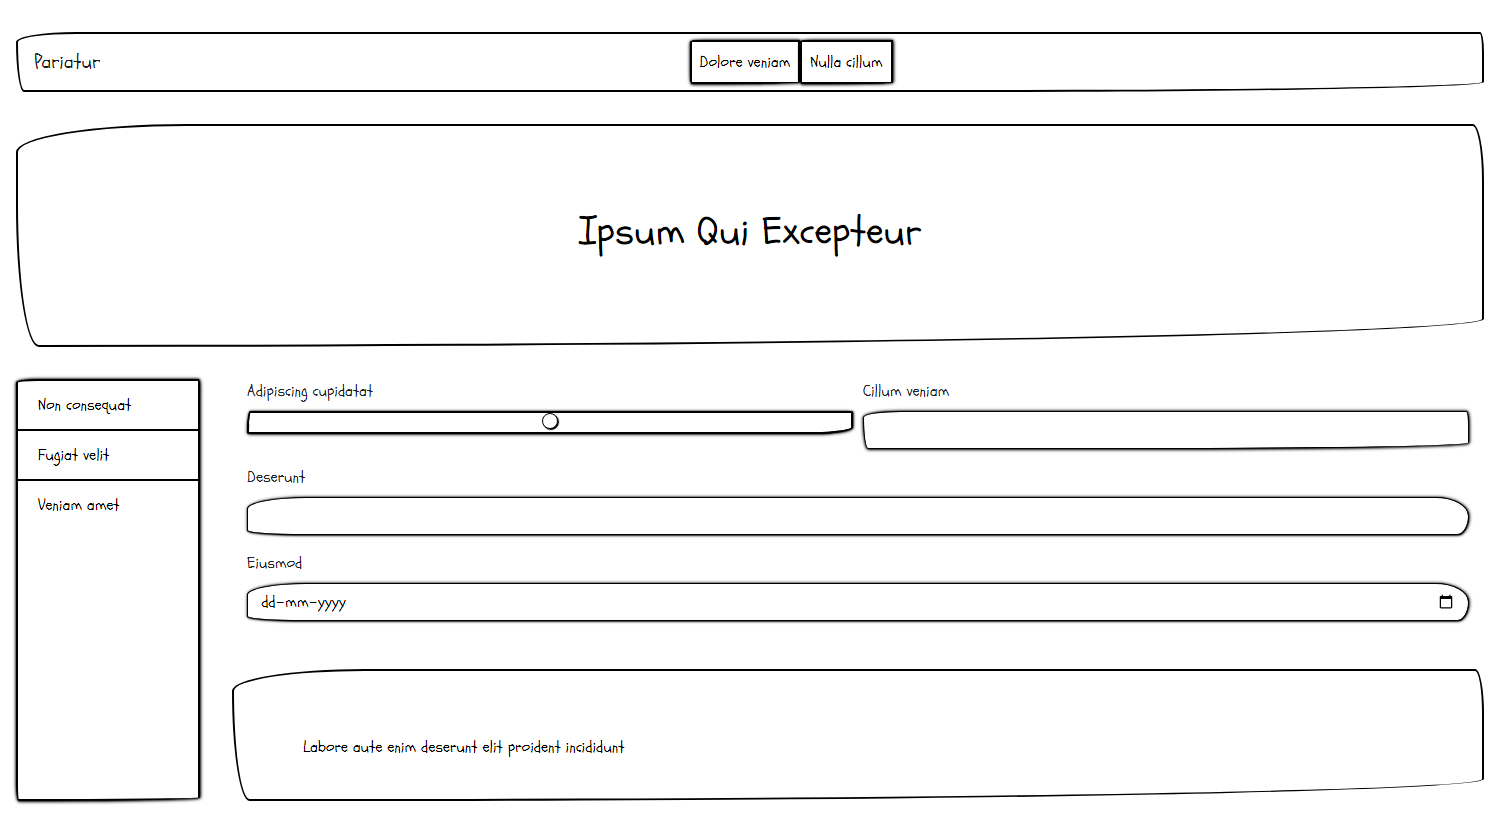 Pariatur
Dolore veniam
Nulla cillum
Ipsum Qui Excepteur
Non consequat
Fugiat velit
Veniam amet
Adipiscing cupidatat
Cillum veniam
Deserunt
Eiusmod
dd-mm-yyyy
Labore aute enim deserunt elit proident incididunt